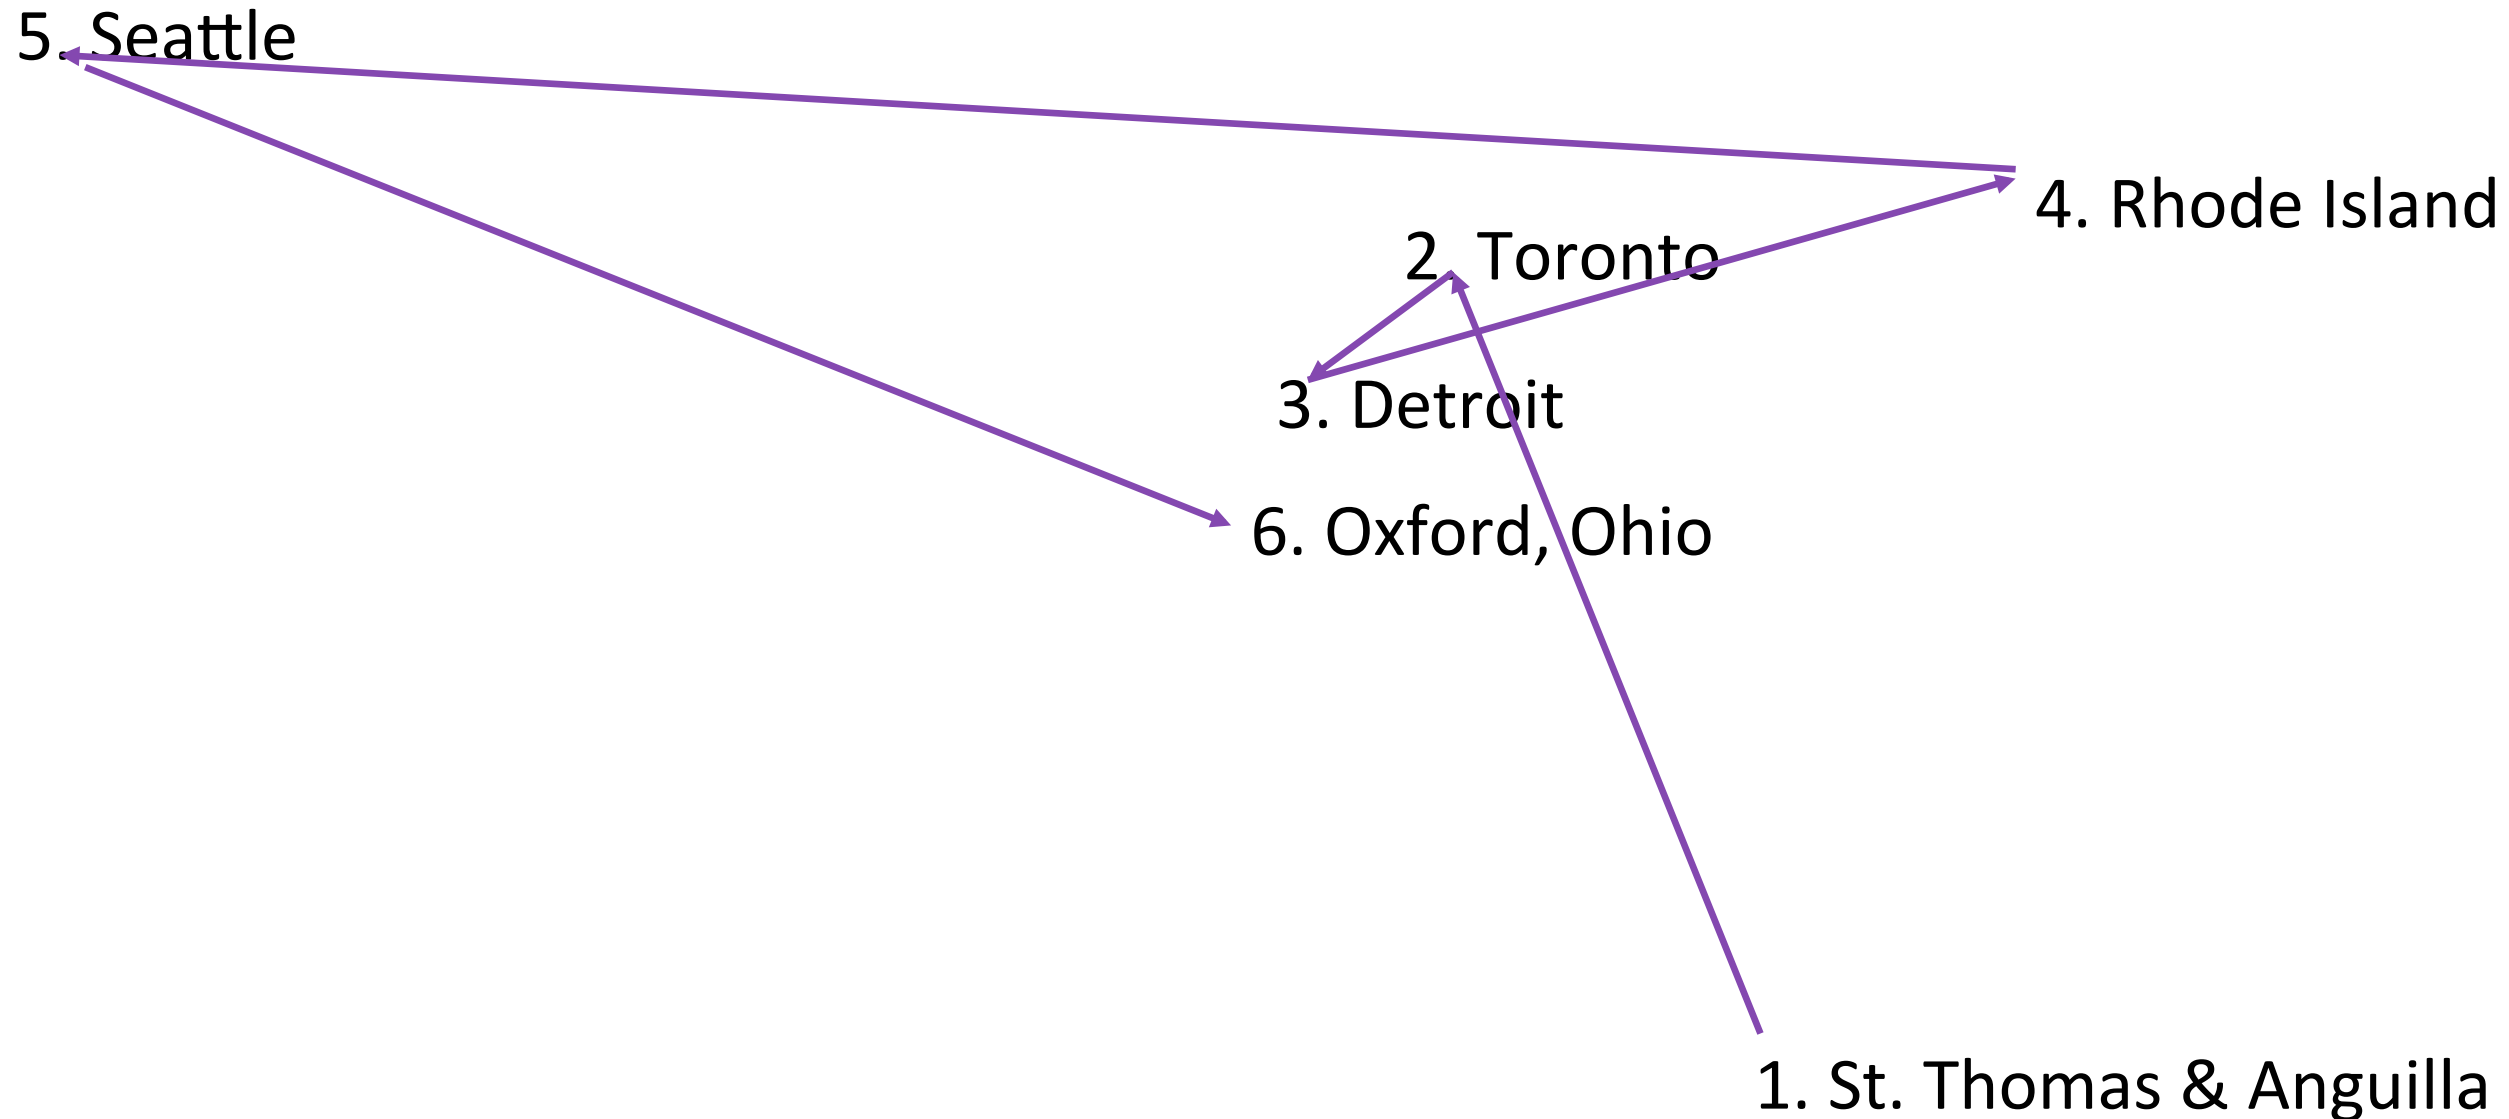 5. Seattle
4. Rhode Island
2. Toronto
3. Detroit
6. Oxford, Ohio
1. St. Thomas & Anguilla